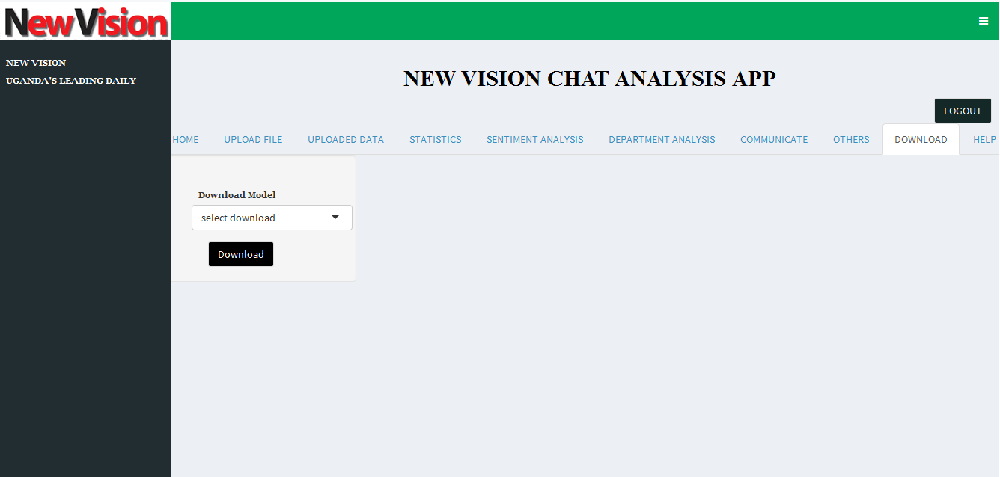 NewVision
NEW VISION
UGANDA'S LEADING DAILY
NEW VISION CHAT ANALYSIS APP
LOGOUT
HOME UPLOAD FILE UPLOADED DATA STATISTICS SENTIMENT ANALYSIS DEPARTMENT ANALYSIS COMMUNICATE OTHERS DOWNLOAD HELP
Download Model
select download
Download